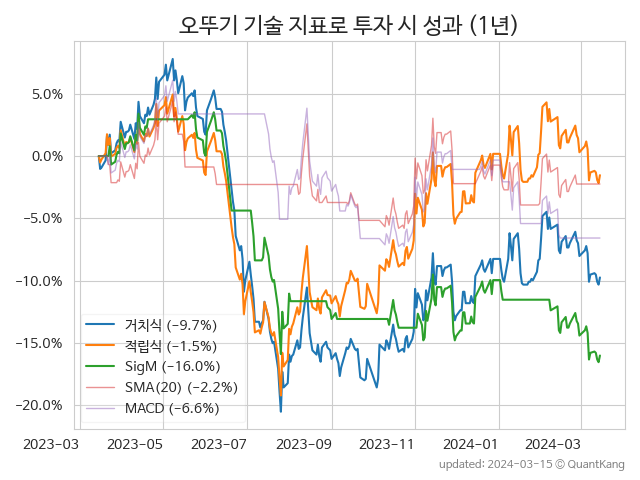 오뚜기 기술 지표로 투자 시 성과 (1년)
5.0%
0.0%
−5.0%
−10.0%
−15.0%
−20.0%
거치식 (−9.7%)
적립식 (−1.5%)
SigM (−16.0%)
SMA(20) (−2.2%)
MACD (−6.6%)
2023−03 2023−05 2023−07 2023−09 2023−11 2024−01 2024−03
updated: 2024−03−15 ⓒ QuantKang